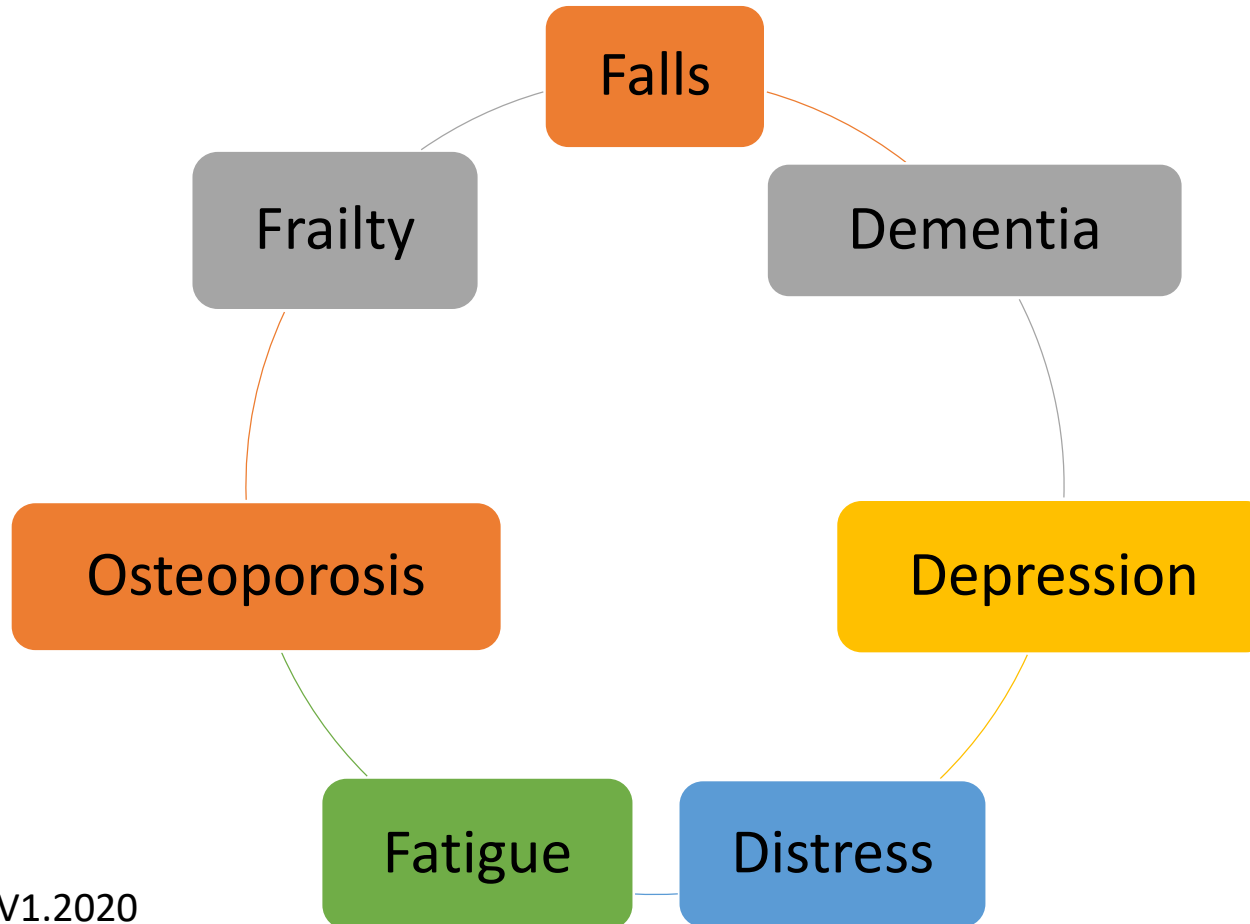 Falls
Frailty
Dementia
Osteoporosis
Depression
Fatigue
Distress
V1.2020